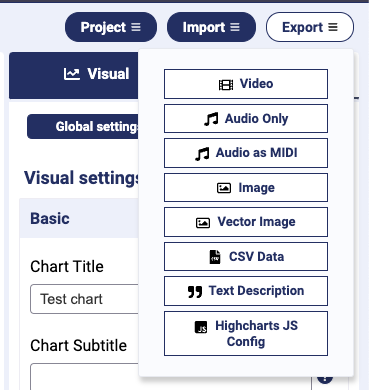 Project
Import
Export
Visual
Video
Audio Only
Global setting
Audio as MIDI
Visual settings
Image
Basic
Vector Image
CSV Data
Chart Title
Text Description
Test chart
Highcharts JS
Config
Chart Subtitle